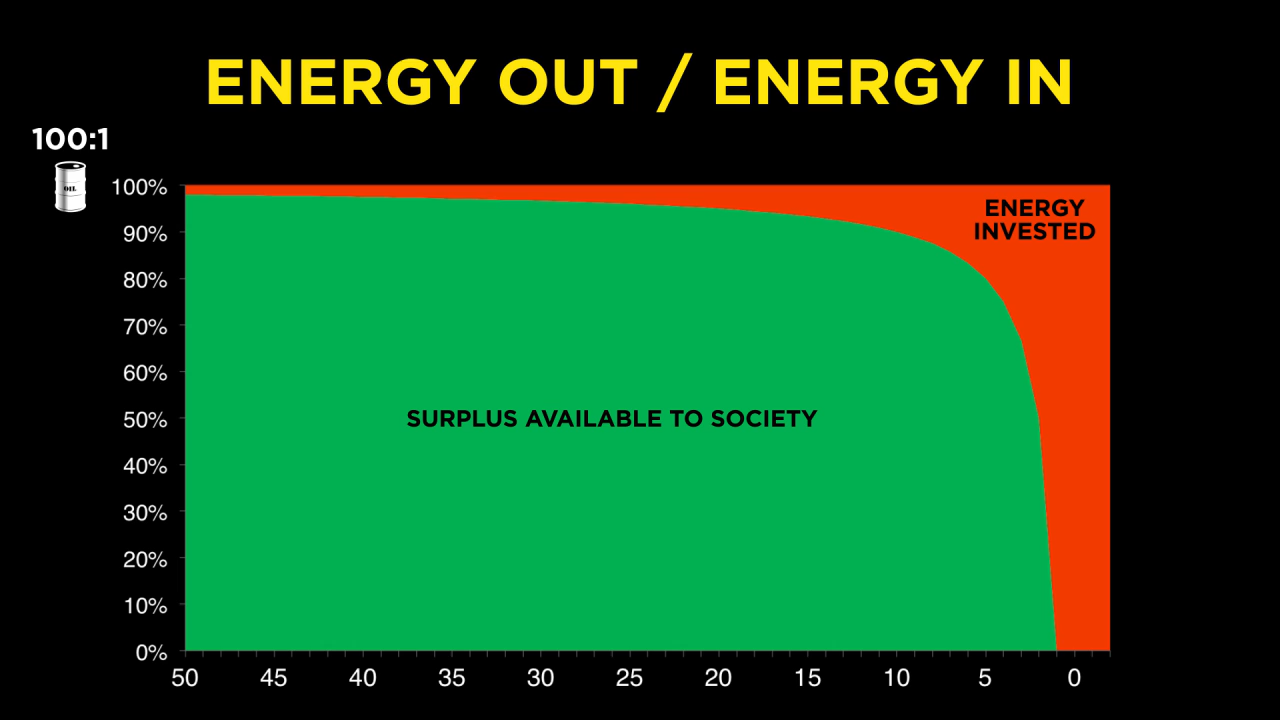 ENERGY OUT / ENERGY IN
100:1
OIL
100%
90%
80%
70%
60%
50%
40%
30%
20%
10%
0%
ENERGY
INVESTED
SURPLUS AVAILABLE TO SOCIETY
50 45 40 35 30 25 20 15 10 5 0